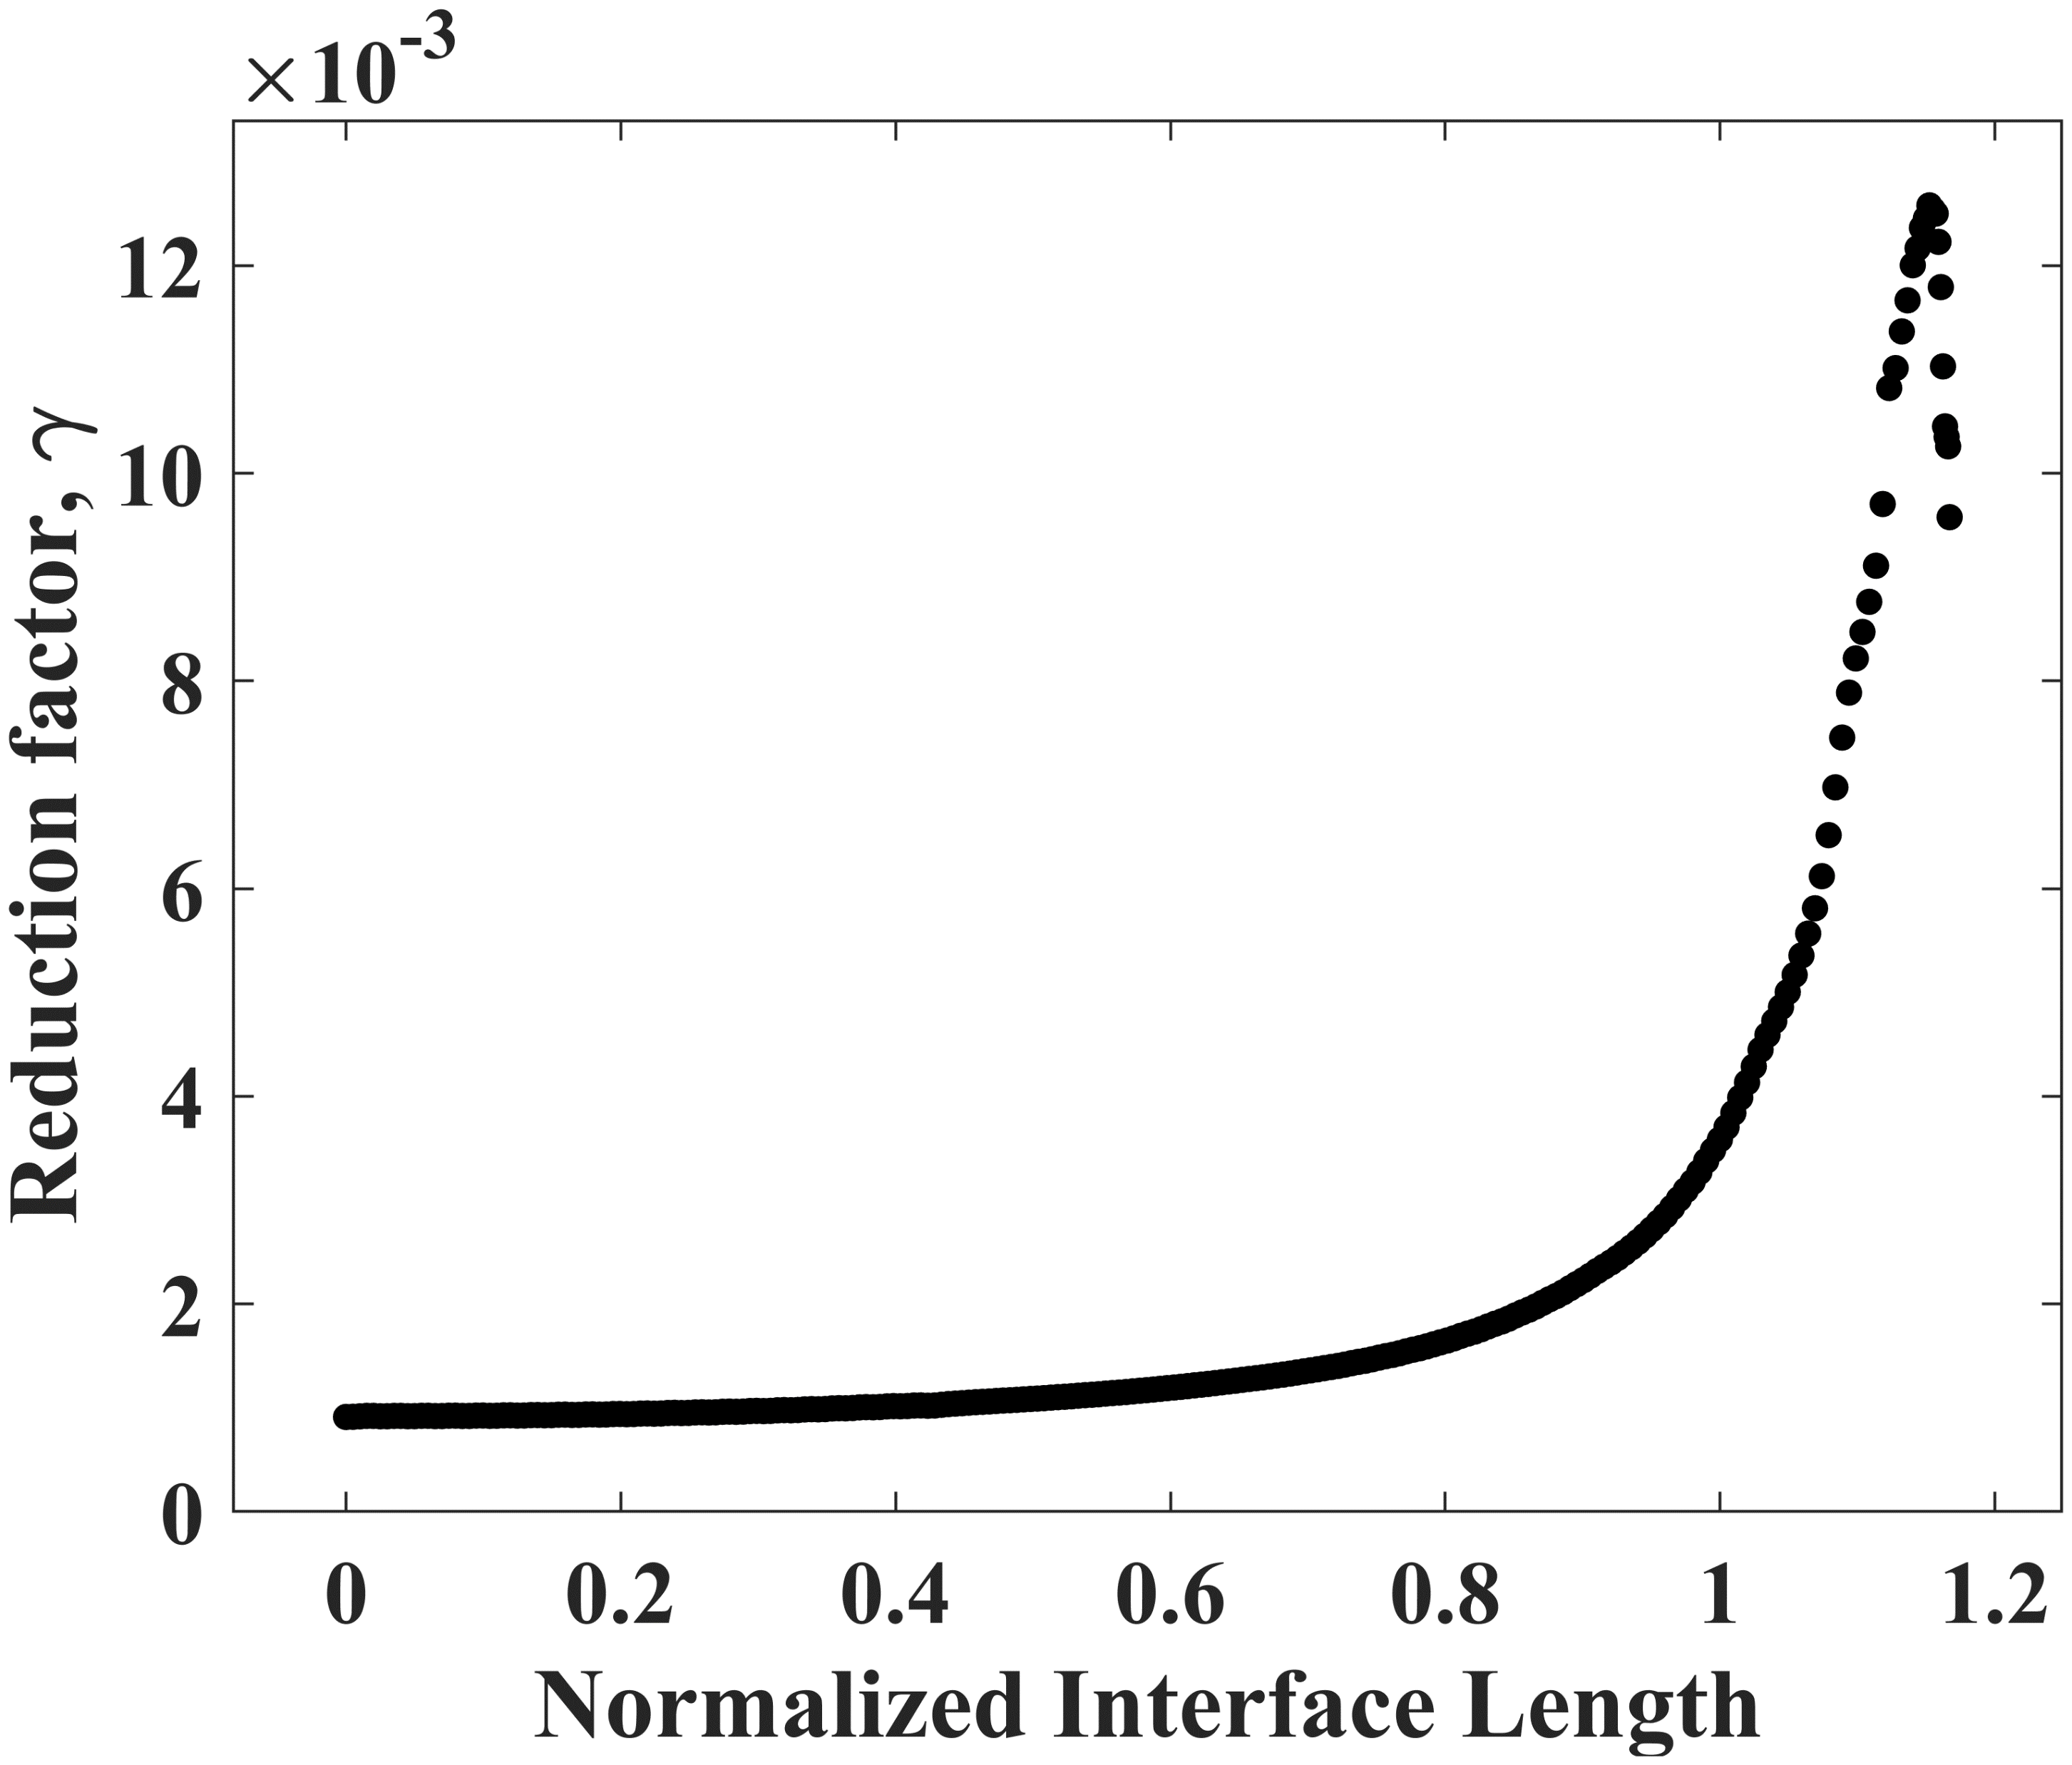 ×10-3
12
10
8
6
4
2
0
Reduction factor, γ
0 0.2 0.4 0.6 0.8 1 1.2
Normalized Interface Length